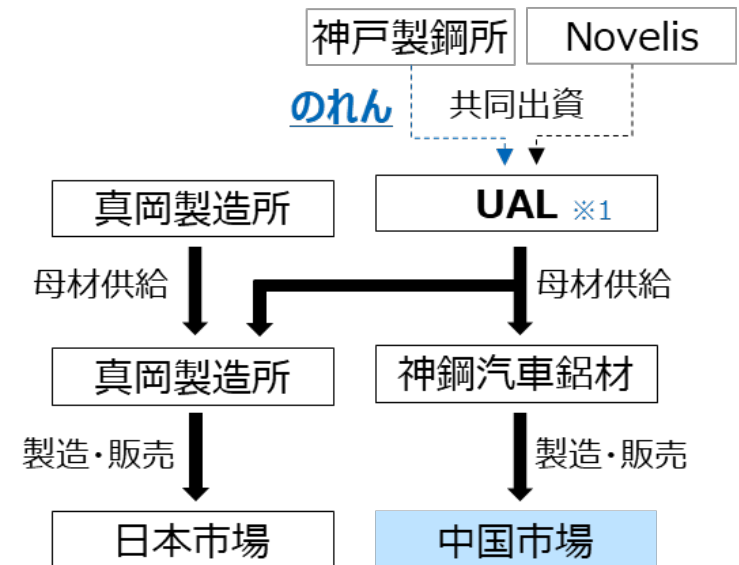 神戸製鋼所
Novelis
のれん
共同出資
真岡製造所
UAL ※1
母材供給
母材供給
真岡製造所
神鋼汽車鋁材
製造・販売
製造・販売
日本市場
中国市場